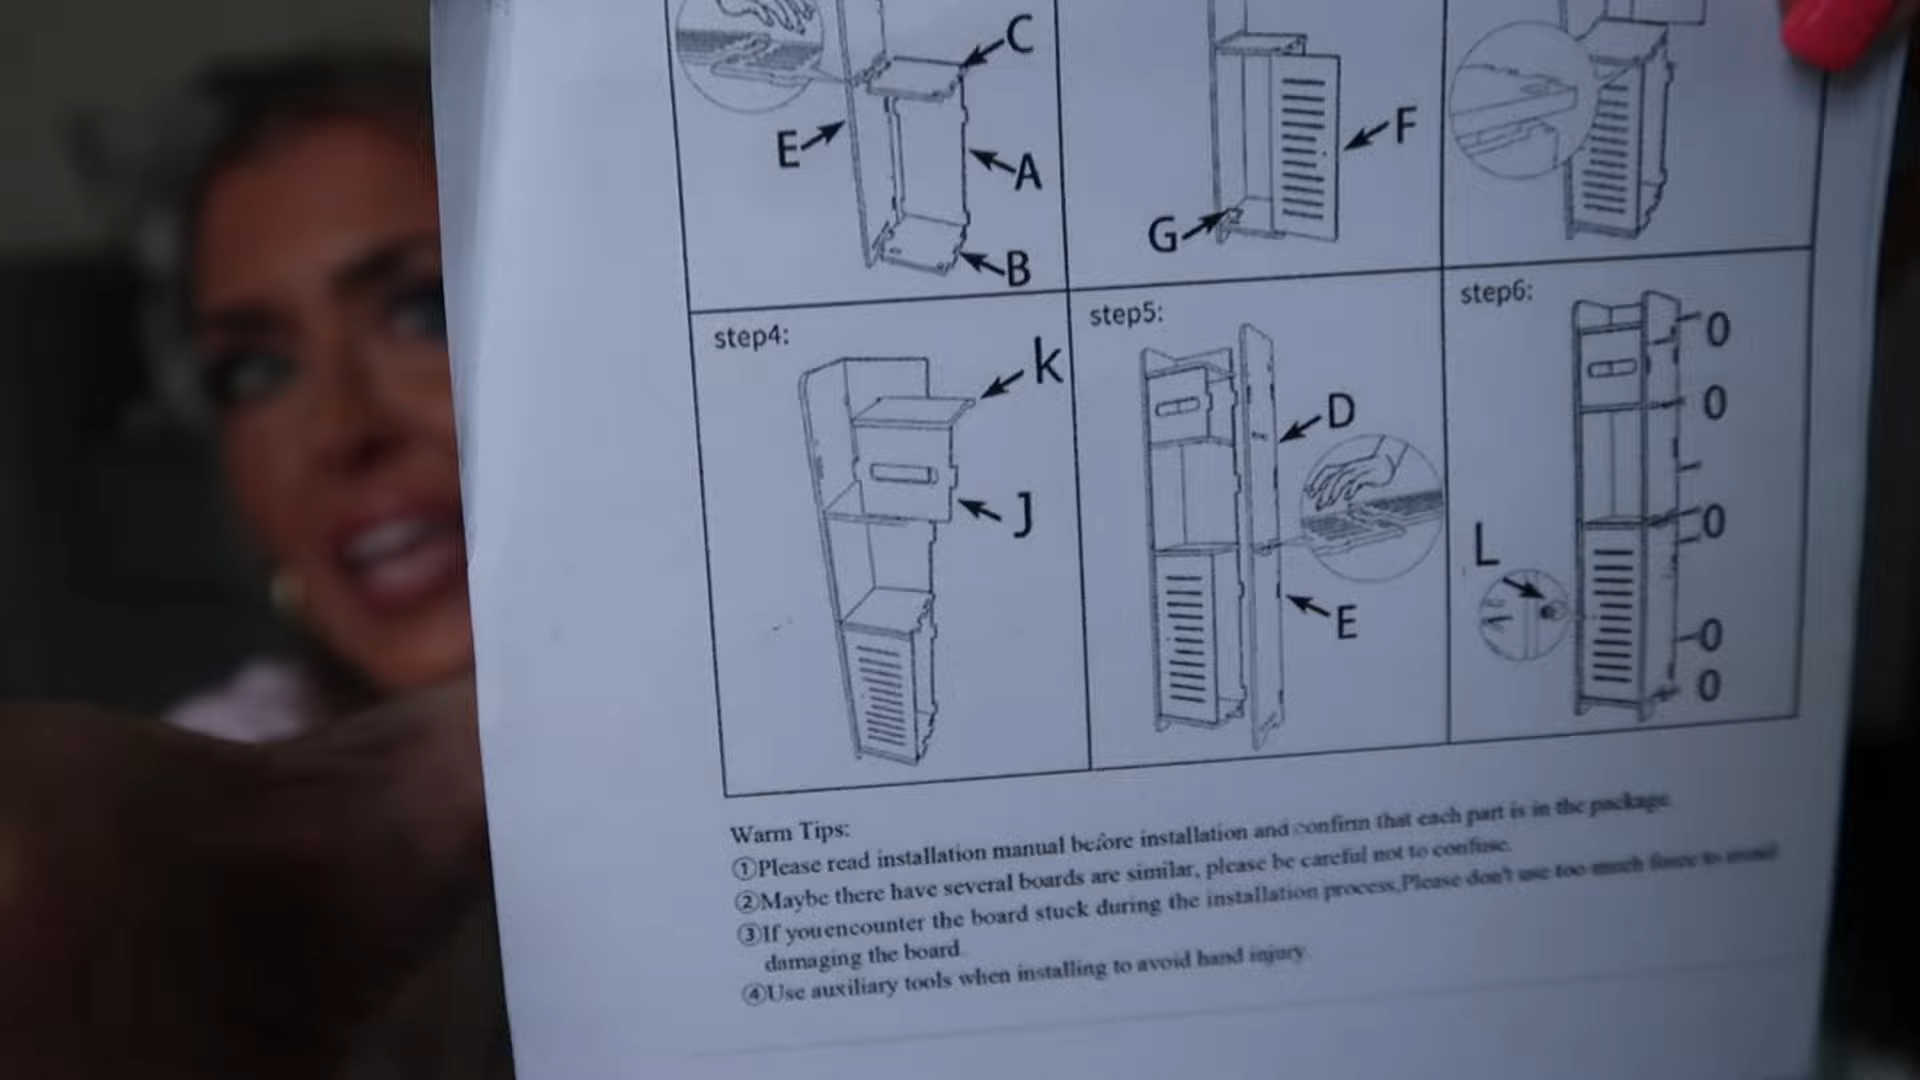 C
E
A
B
F
G
step4:
k
J
step5:
D
E
step6:
0
0
0
L
0
0
Warm Tips:
①Please read installation manual before installation and confirm that each part is in the package.
②Maybe there have several boards are similar, please be careful not to confuse.
③If youencounter the board stuck during the installation process,Please don't use too much force to avoid
damaging the board.
④Use auxiliary tools when installing to avoid hand injury.